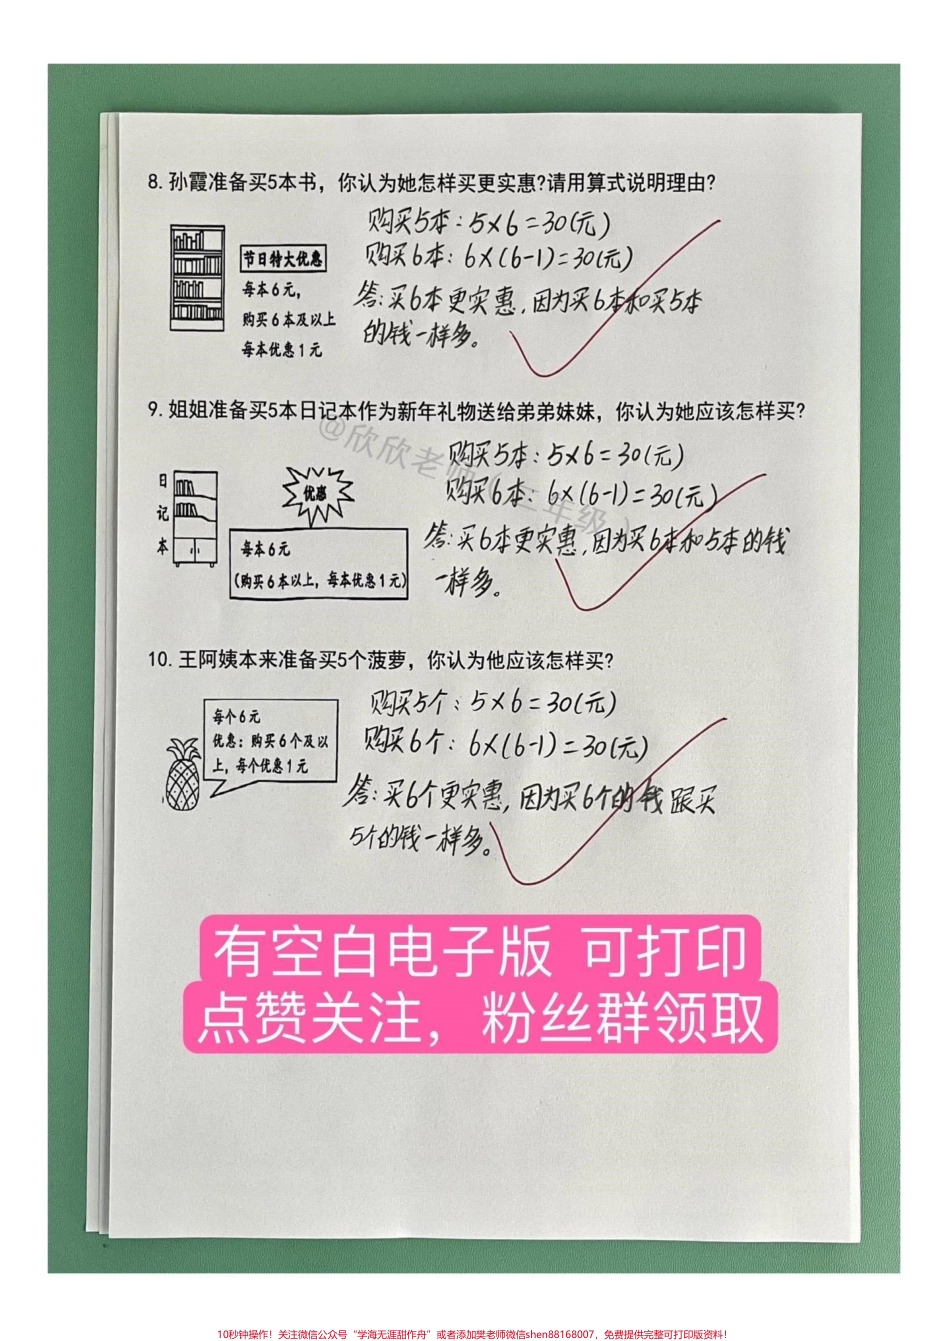 8. 孙霞准备买5本书，你认为她怎样买更实惠?请用算式说明理由?
购买5本：5×6=30(元)
购买6本：6×(6-1)=30(元)
答：买6本更实惠，因为买6本和买5本
的钱一样多。
节日特大优惠
每本6元，
购买6本及以上
每本优惠1元
9. 姐姐准备买5本日记本作为新年礼物送给弟弟妹妹，你认为她应该怎样买?
@欣欣老师（三年级）
购买5本：5×6=30(元)
购买6本：6×(6-1)=30(元)
答：买6本更实惠，因为买6本和5本的钱
一样多。
日记本
优惠
每本6元
(购买6本以上，每本优惠1元)
10. 王阿姨本来准备买5个菠萝，你认为他应该怎样买?
购买5个：5×6=30(元)
购买6个：6×(6-1)=30(元)
答：买6个更实惠，因为买6个的钱跟买
5个的钱一样多。
每个6元
优惠：购买6个及以
上，每个优惠1元
有空白电子版 可打印
点赞关注，粉丝群领取
10秒钟操作！关注微信公众号“学海无涯甜作舟”或者添加樊老师微信shen88168007，免费提供完整可打印版资料！